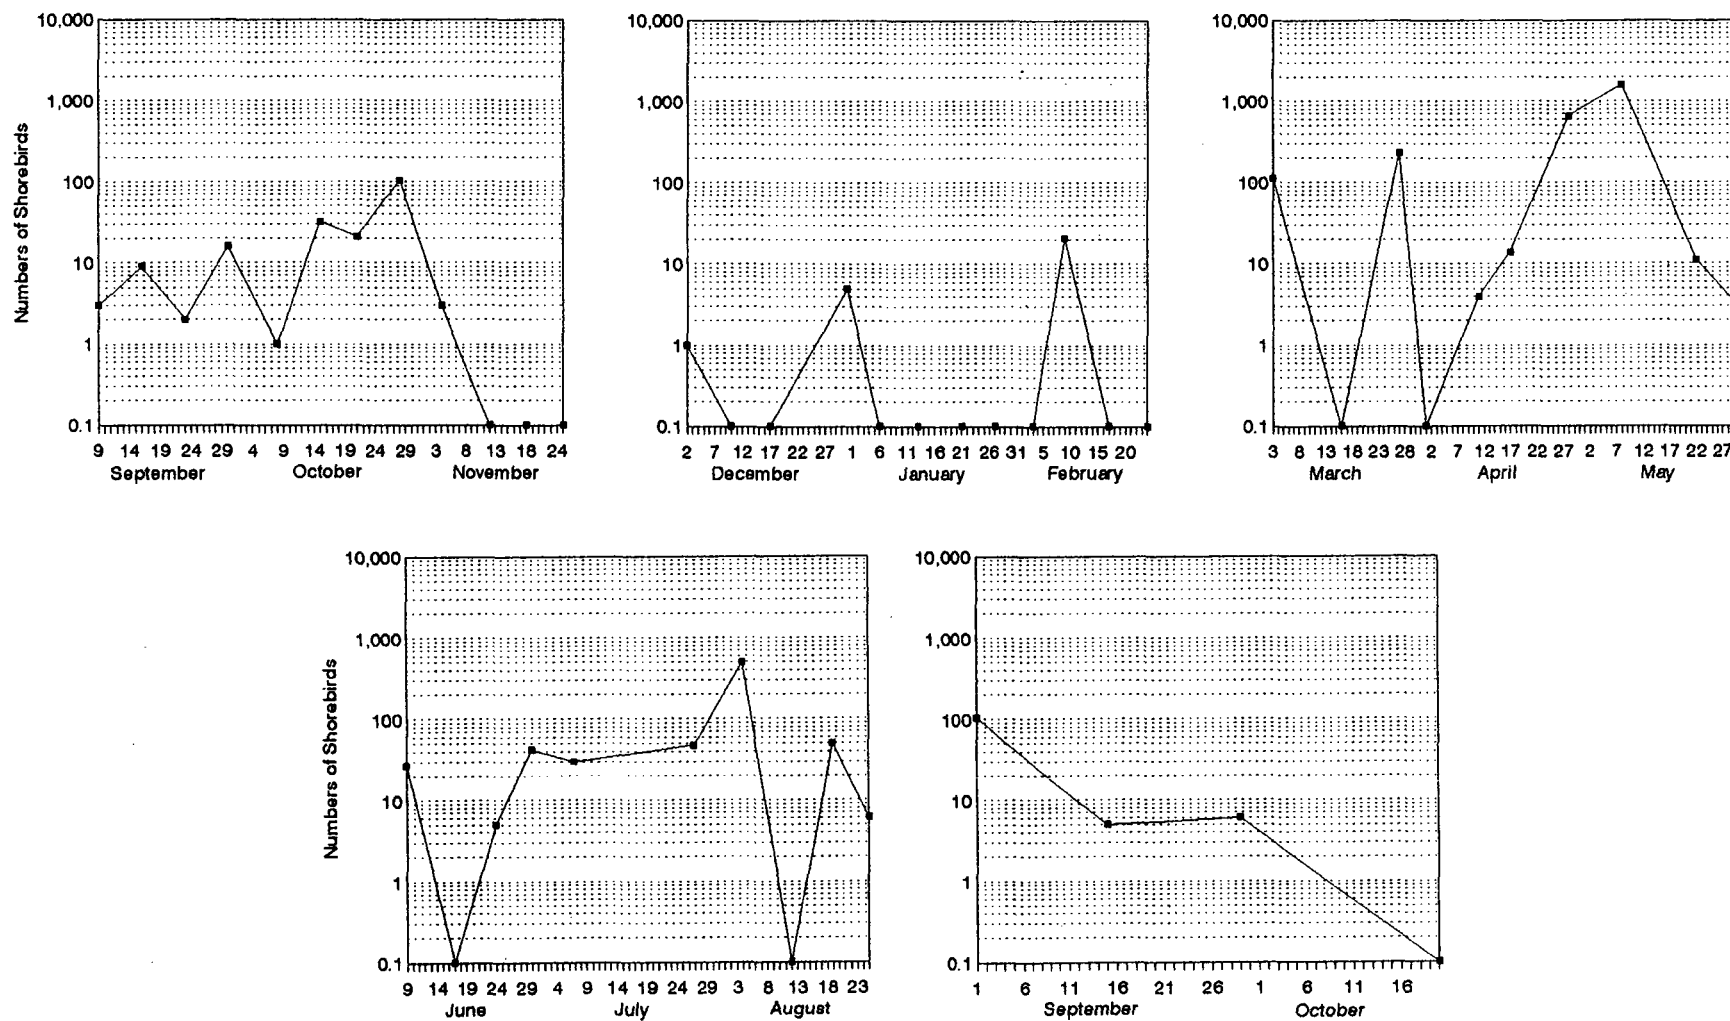 10,000
1,000
100
10
1
0.1
Numbers of Shorebirds
9 14 19 24 29 4 9 14 19 24 29 3 8 13 18 24
September October November
10,000
1,000
100
10
1
0.1
2 7 12 17 22 27 1 6 11 16 21 26 31 5 10 15 20
December January February
10,000
1,000
100
10
1
0.1
3 8 13 18 23 28 2 7 12 17 22 27 2 7 12 17 22 27
March April May
10,000
1,000
100
10
1
0.1
Numbers of Shorebirds
9 14 19 24 29 4 9 14 19 24 29 3 8 13 18 23
June July August
10,000
1,000
100
10
1
0.1
1 6 11 16 21 26 1 6 11 16
September October